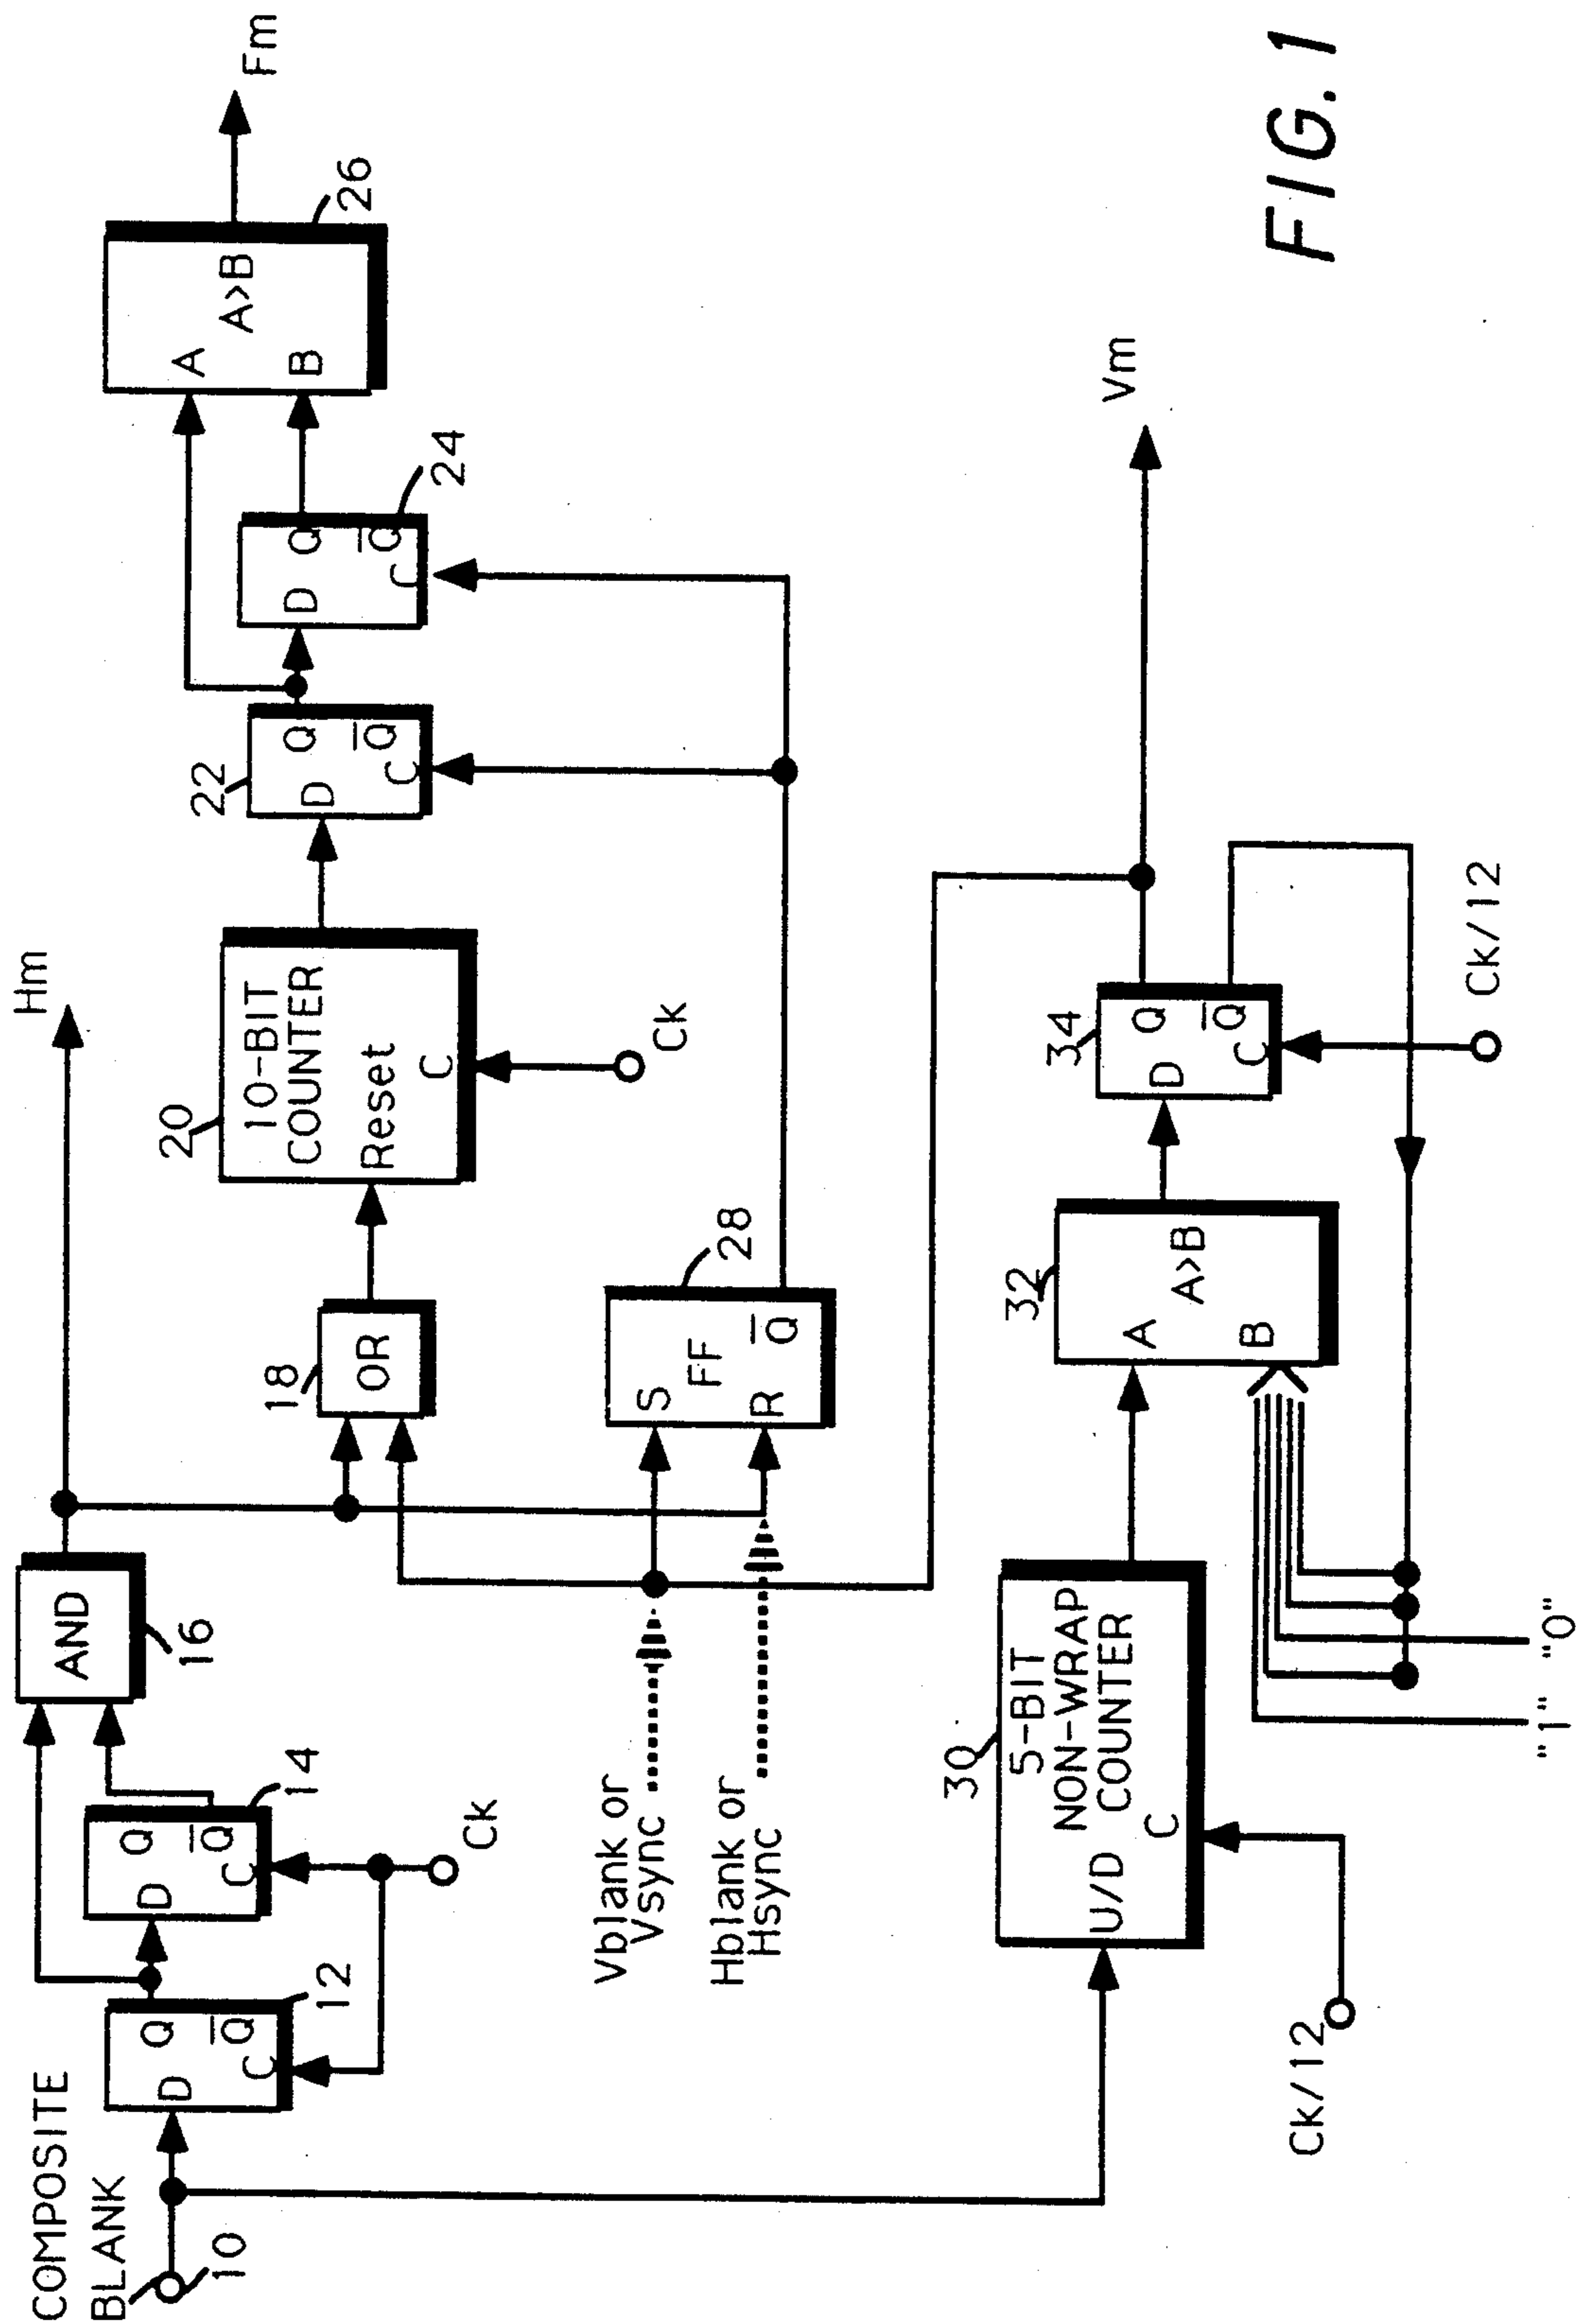 COMPOSITE
BLANK
10
D
Q
Q
C
12
D
Q
Q
C
14
Ck
AND
16
Hm
OR
18
10-BIT
COUNTER
Reset
C
20
Ck
D
Q
Q
C
22
D
Q
Q
C
24
A
A>B
B
26
Fm
Vblank or
Vsync
Hblank or
Hsync
S
FF
R
Q
28
5-BIT
NON-WRAP
COUNTER
U/D
C
30
Ck/12
A
A>B
B
32
"1"
"0"
D
Q
Q
C
34
Ck/12
Vm
FIG. 1